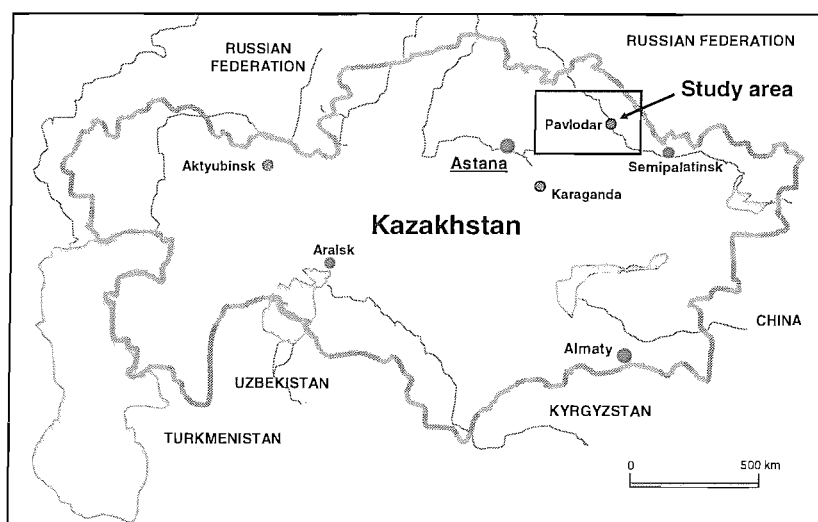 RUSSIAN
FEDERATION
RUSSIAN FEDERATION
Study area
Pavlodar
Astana
Semipalatinsk
Aktyubinsk
Karaganda
Kazakhstan
Aralsk
CHINA
Almaty
UZBEKISTAN
KYRGYZSTAN
TURKMENISTAN
0
500 km